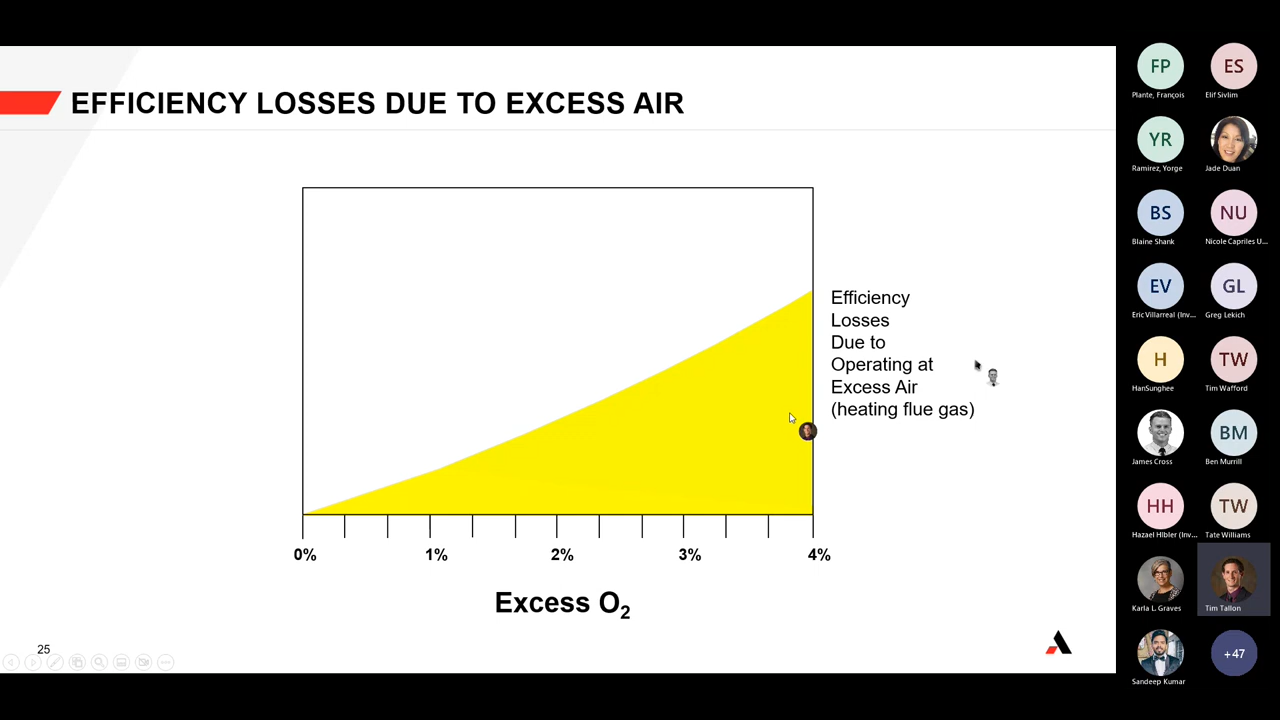 EFFICIENCY LOSSES DUE TO EXCESS AIR
Efficiency
Losses
Due to
Operating at
Excess Air
(heating flue gas)
0% 1% 2% 3% 4%
Excess O2
25
FP ES
Plante, François Elif Sivlim
YR
Ramirez, Yorge Jade Duan
BS NU
Blaine Shank Nicole Capriles U...
EV GL
Eric Villarreal (Inv... Greg Lekich
H TW
HanSunghee Tim Wafford
BM
James Cross Ben Murrill
HH TW
Hazael Hibler (Inv... Tate Williams
Karla L. Graves Tim Tallon
+47
Sandeep Kumar